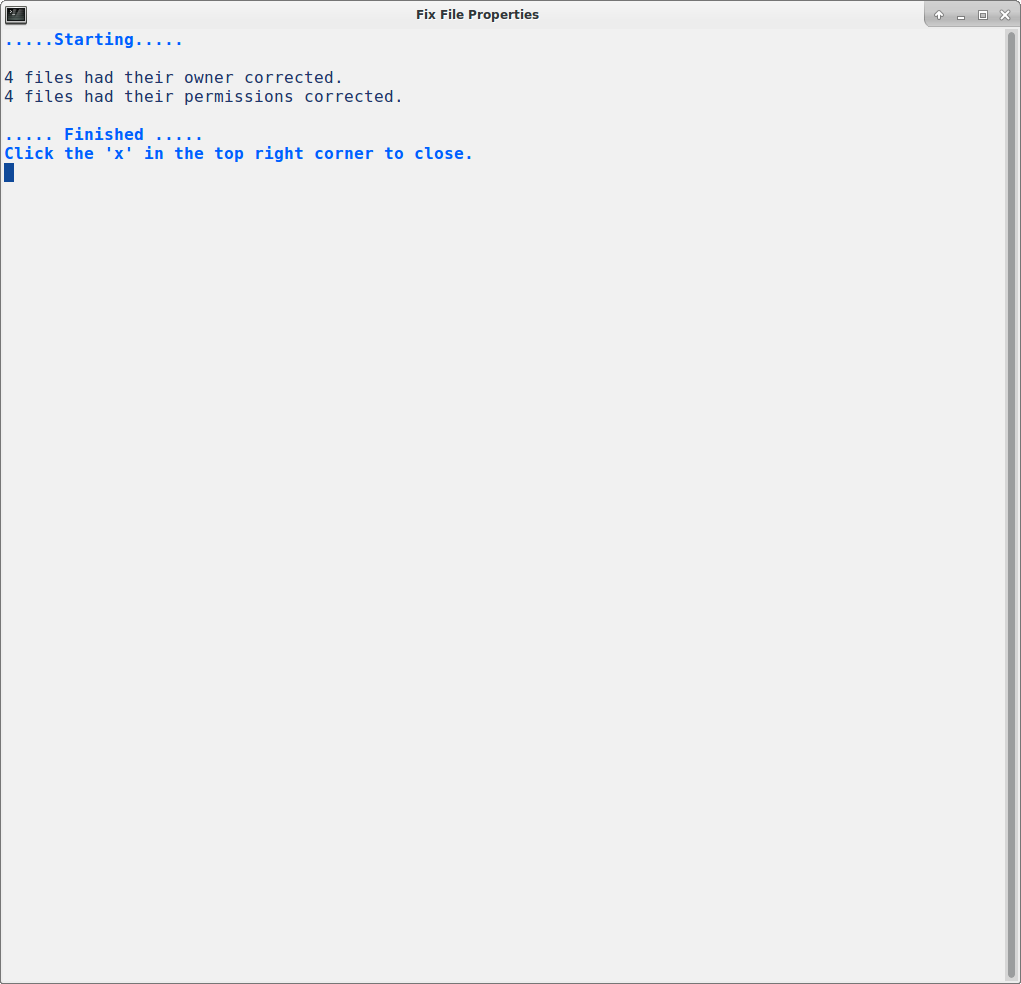 Fix File Properties
.....Starting.....
4 files had their owner corrected.
4 files had their permissions corrected.
..... Finished .....
Click the 'x' in the top right corner to close.